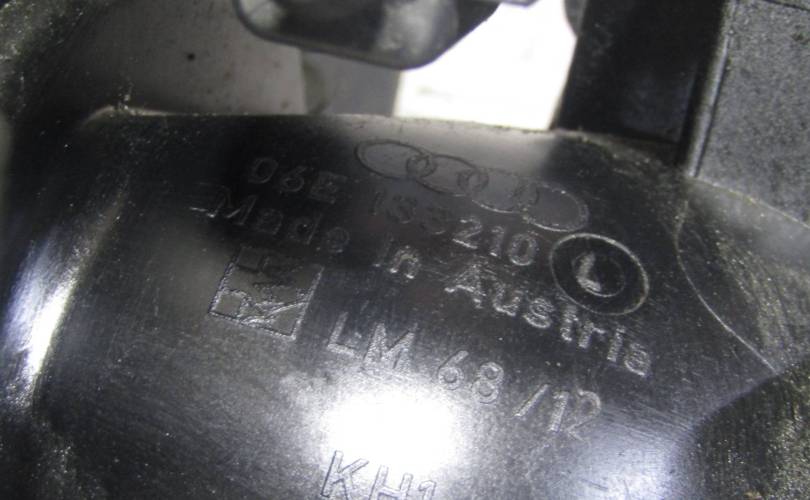 06E 133210 L
Made in Austria
LM 68/12
KH1